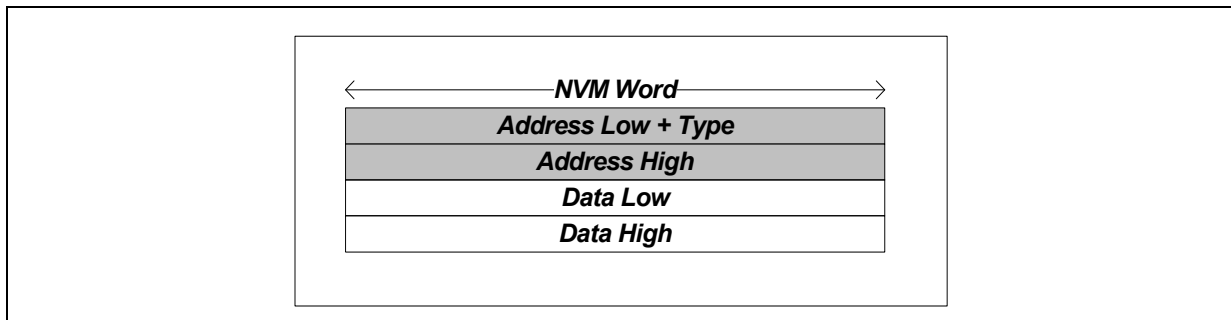 NVM Word
Address Low + Type
Address High
Data Low
Data High